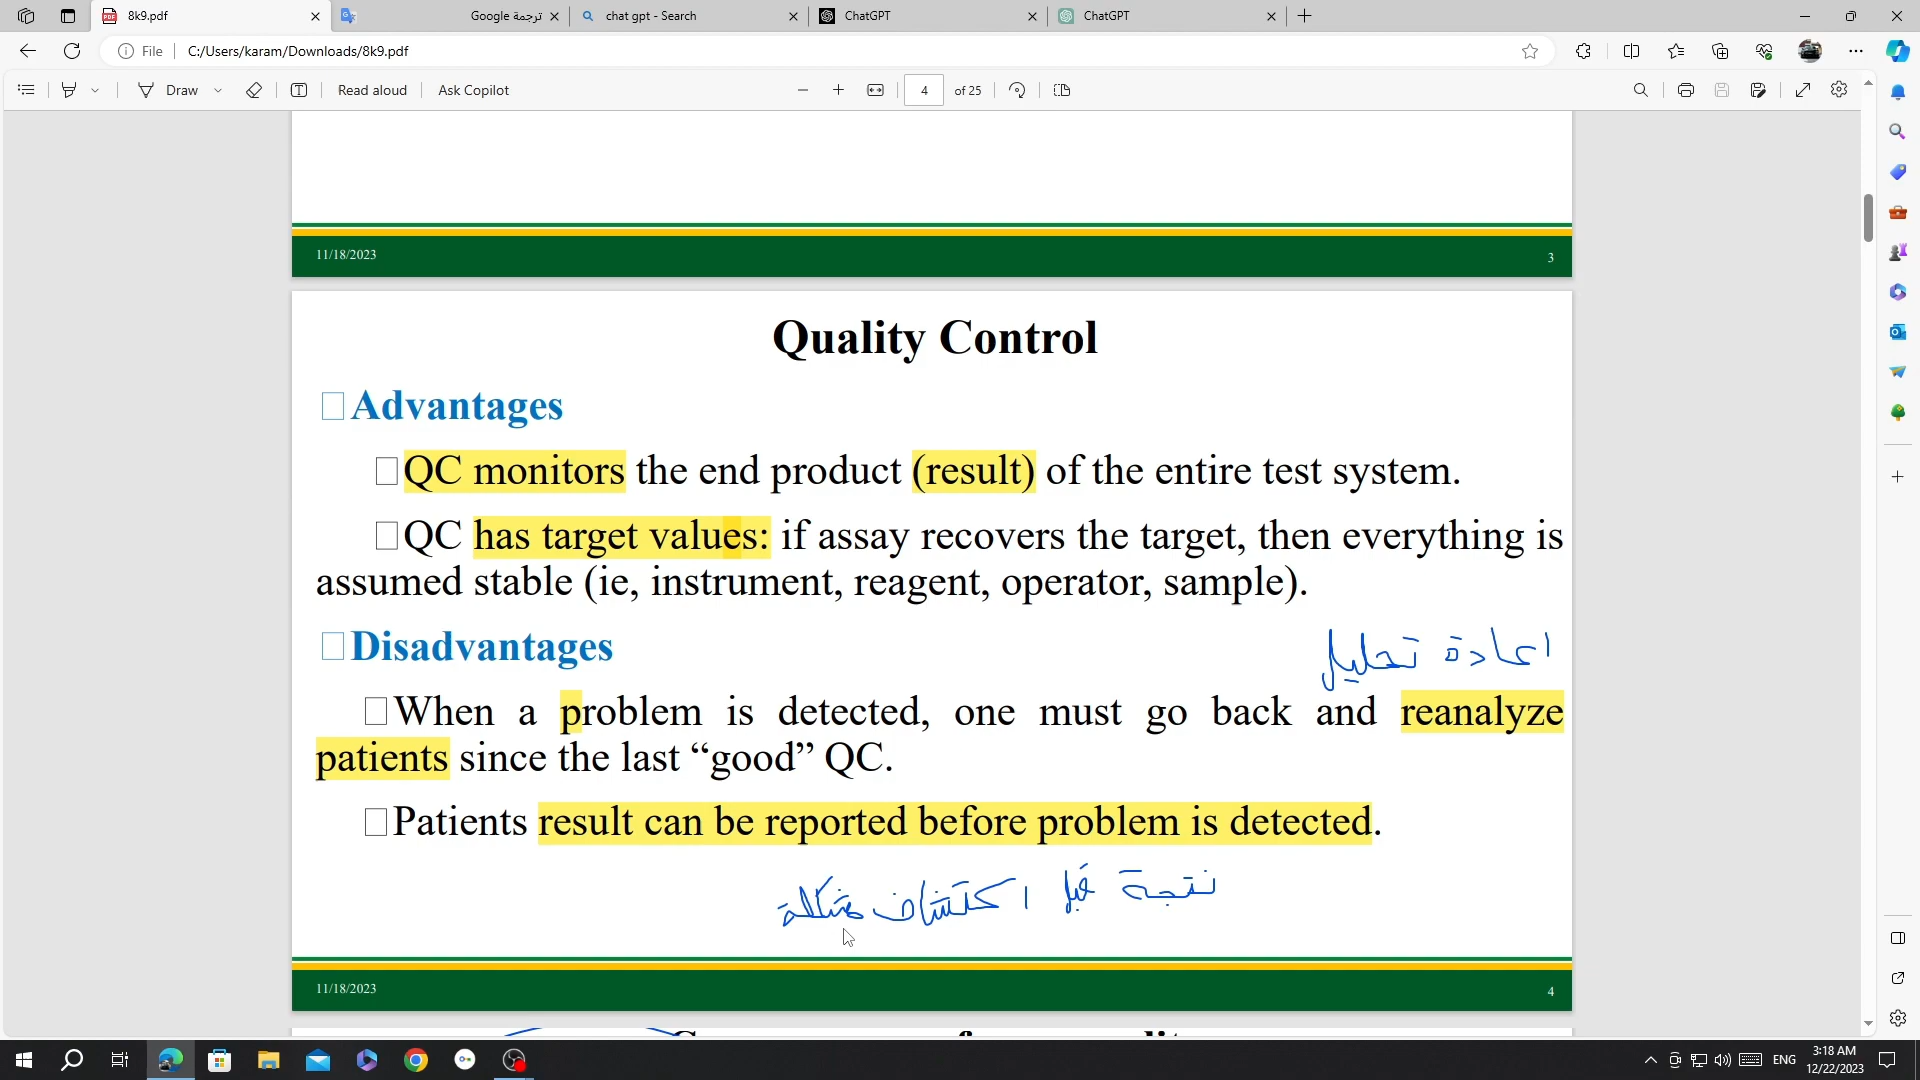 8k9.pdf
ترجمة Google
chat gpt - Search
ChatGPT
ChatGPT
File
C:/Users/karam/Downloads/8k9.pdf
Draw
Read aloud
Ask Copilot
4
of 25
11/18/2023
3
Quality Control
Advantages
QC monitors the end product (result) of the entire test system.
QC has target values: if assay recovers the target, then everything is
assumed stable (ie, instrument, reagent, operator, sample).
Disadvantages
اعادة تحليل
When a problem is detected, one must go back and reanalyze
patients since the last “good” QC.
Patients result can be reported before problem is detected.
نتجة قبل اكتشاف مشكلة
11/18/2023
4
ENG
3:18 AM
12/22/2023